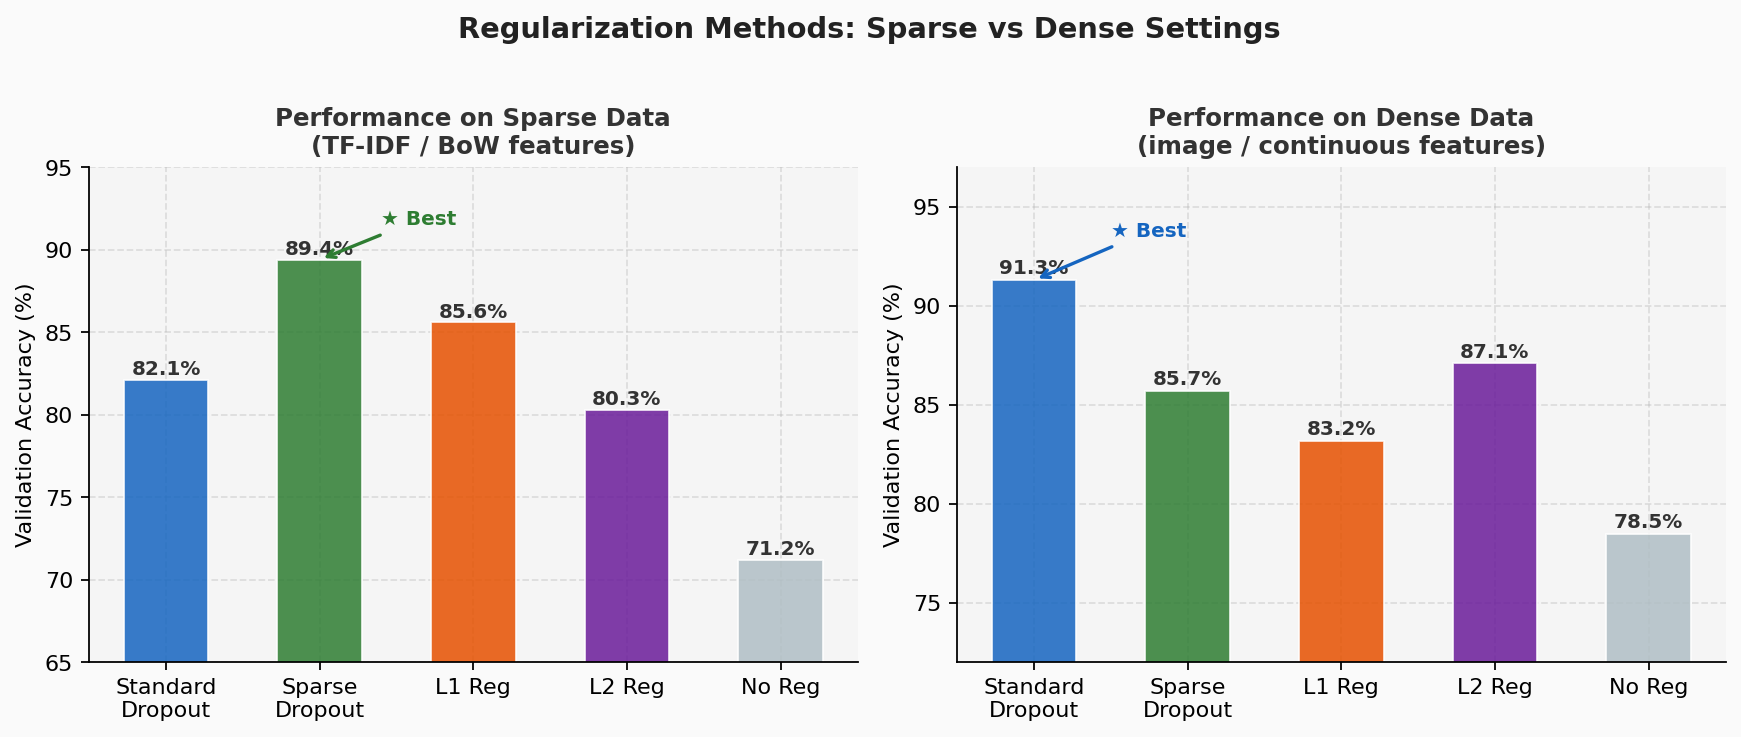 Regularization Methods: Sparse vs Dense Settings
Performance on Sparse Data
(TF-IDF / BoW features)
Validation Accuracy (%)
95
90
85
80
75
70
65
★ Best
82.1%
89.4%
85.6%
80.3%
71.2%
Standard
Dropout
Sparse
Dropout
L1 Reg
L2 Reg
No Reg
Performance on Dense Data
(image / continuous features)
Validation Accuracy (%)
95
90
85
80
75
★ Best
91.3%
85.7%
83.2%
87.1%
78.5%
Standard
Dropout
Sparse
Dropout
L1 Reg
L2 Reg
No Reg